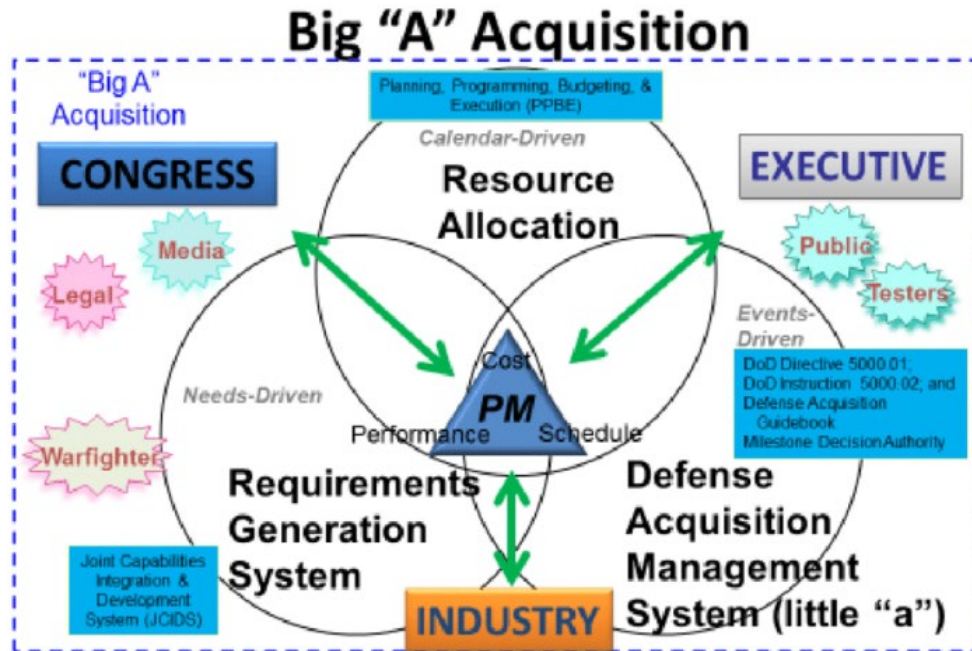 Big “A” Acquisition
“Big A”
Acquisition
Planning, Programming, Budgeting, &
Execution (PPBE)
Calendar-Driven
CONGRESS
EXECUTIVE
Resource
Allocation
Media
Legal
Public
Testers
Events-
Driven
DoD Directive 5000.01;
DoD Instruction 5000.02; and
Defense Acquisition
Guidebook
Milestone Decision Authority
Needs-Driven
Cost
PM
Performance
Schedule
Warfighter
Requirements
Generation
System
Defense
Acquisition
Management
System (little “a”)
Joint Capabilities
Integration &
Development
System (JCIDS)
INDUSTRY